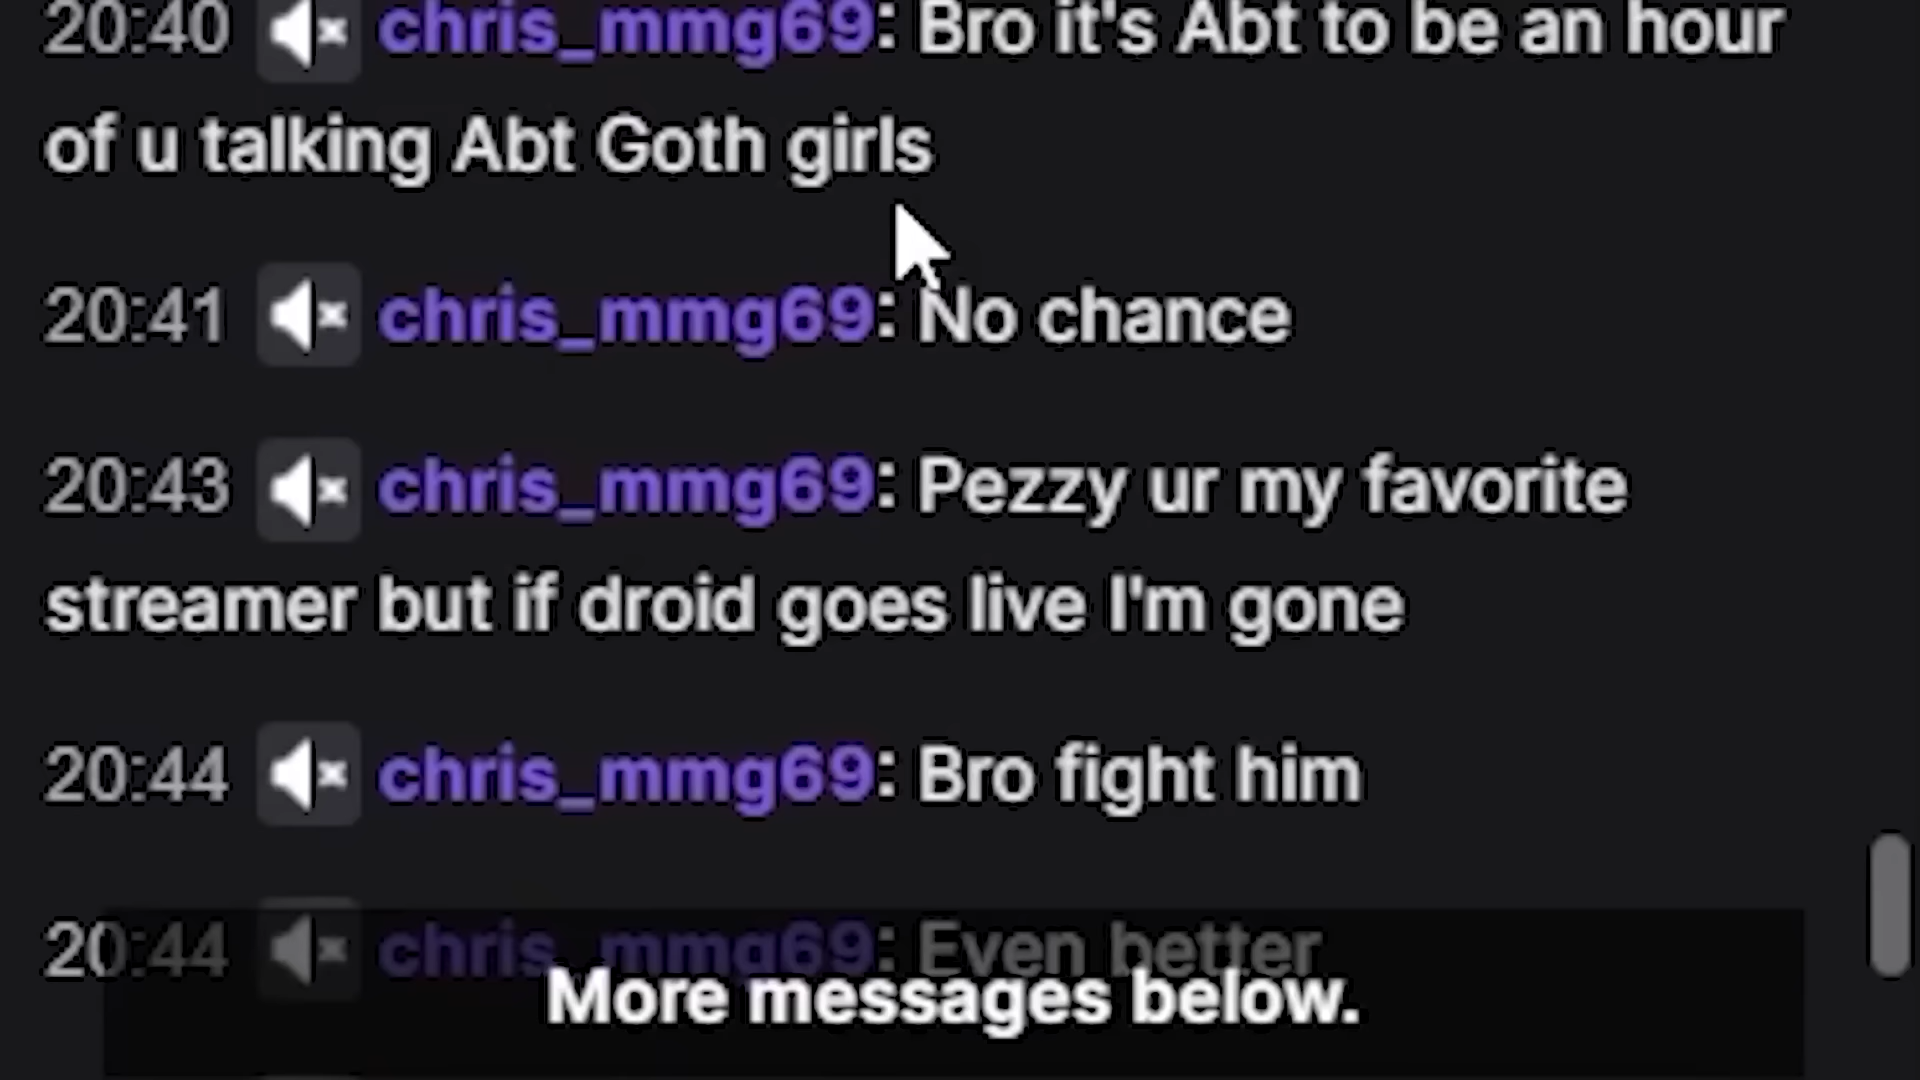 20:40 chris_mmg69: Bro it's Abt to be an hour
of u talking Abt Goth girls
20:41 chris_mmg69: No chance
20:43 chris_mmg69: Pezzy ur my favorite
streamer but if droid goes live I'm gone
20:44 chris_mmg69: Bro fight him
20:44 chris_mmg69: Even better
More messages below.